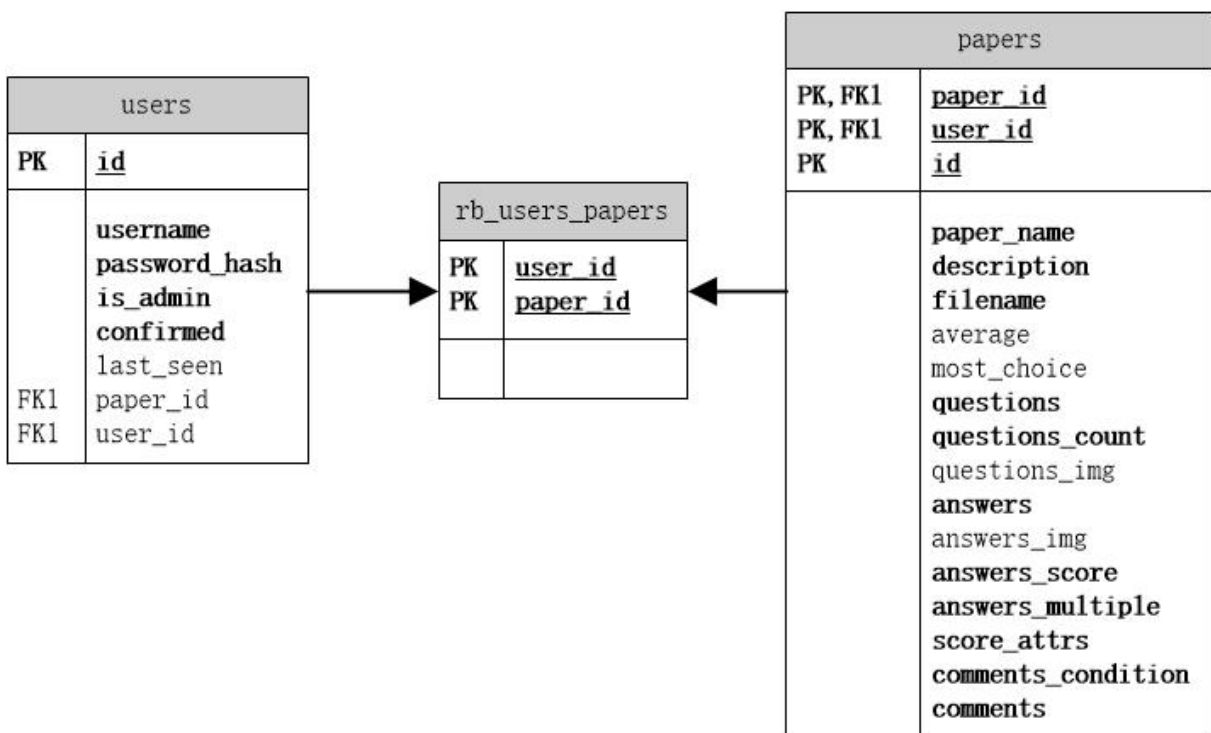 users
PK id
username
password_hash
is_admin
confirmed
last_seen
FK1 paper_id
FK1 user_id
rb_users_papers
PK user_id
PK paper_id
papers
PK,FK1 paper_id
PK,FK1 user_id
PK id
paper_name
description
filename
average
most_choice
questions
questions_count
questions_img
answers
answers_img
answers_score
answers_multiple
score_attrs
comments_condition
comments